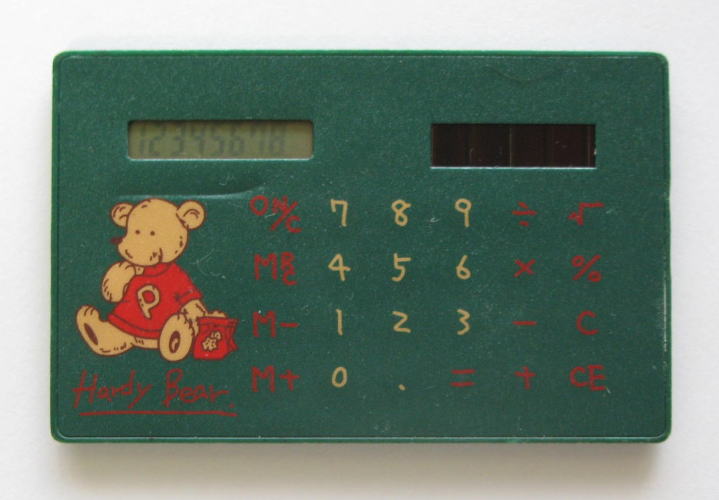 12345678
ON/C 7 8 9 ÷ √
MRC 4 5 6 × %
P
M- 1 2 3 - C
M+ 0 . = + CE
Hardy Bear.